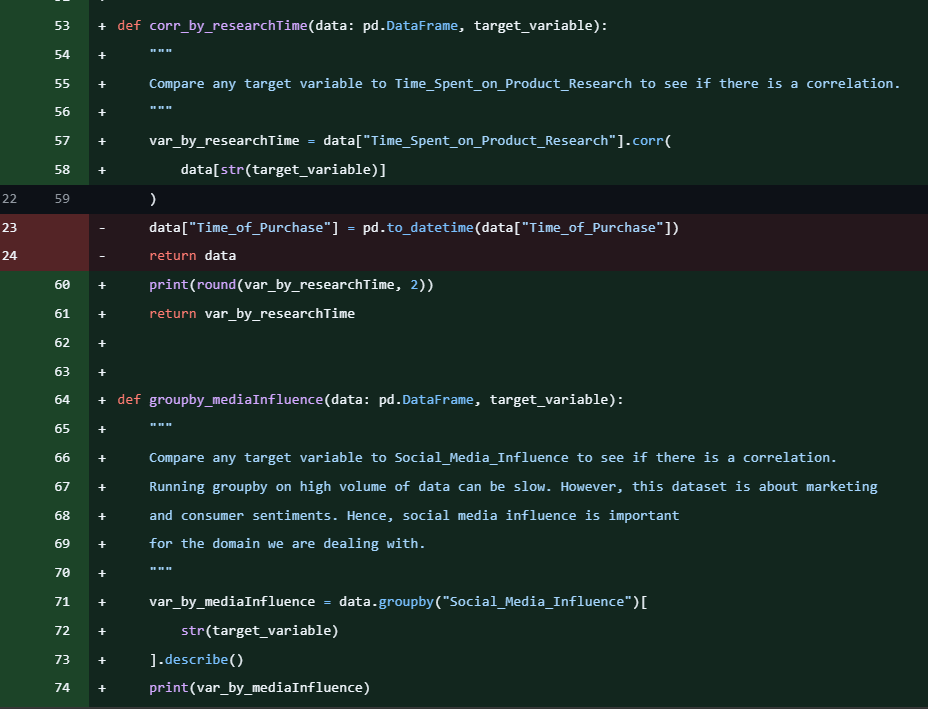 53 + def corr_by_researchTime(data: pd.DataFrame, target_variable):
54 + """
55 + Compare any target variable to Time_Spent_on_Product_Research to see if there is a correlation.
56 + """
57 + var_by_researchTime = data["Time_Spent_on_Product_Research"].corr(
58 + data[str(target_variable)]
22 59 )
23 - data["Time_of_Purchase"] = pd.to_datetime(data["Time_of_Purchase"])
24 - return data
60 + print(round(var_by_researchTime, 2))
61 + return var_by_researchTime
62 +
63 +
64 + def groupby_mediaInfluence(data: pd.DataFrame, target_variable):
65 + """
66 + Compare any target variable to Social_Media_Influence to see if there is a correlation.
67 + Running groupby on high volume of data can be slow. However, this dataset is about marketing
68 + and consumer sentiments. Hence, social media influence is important
69 + for the domain we are dealing with.
70 + """
71 + var_by_mediaInfluence = data.groupby("Social_Media_Influence")[
72 + str(target_variable)
73 + ].describe()
74 + print(var_by_mediaInfluence)